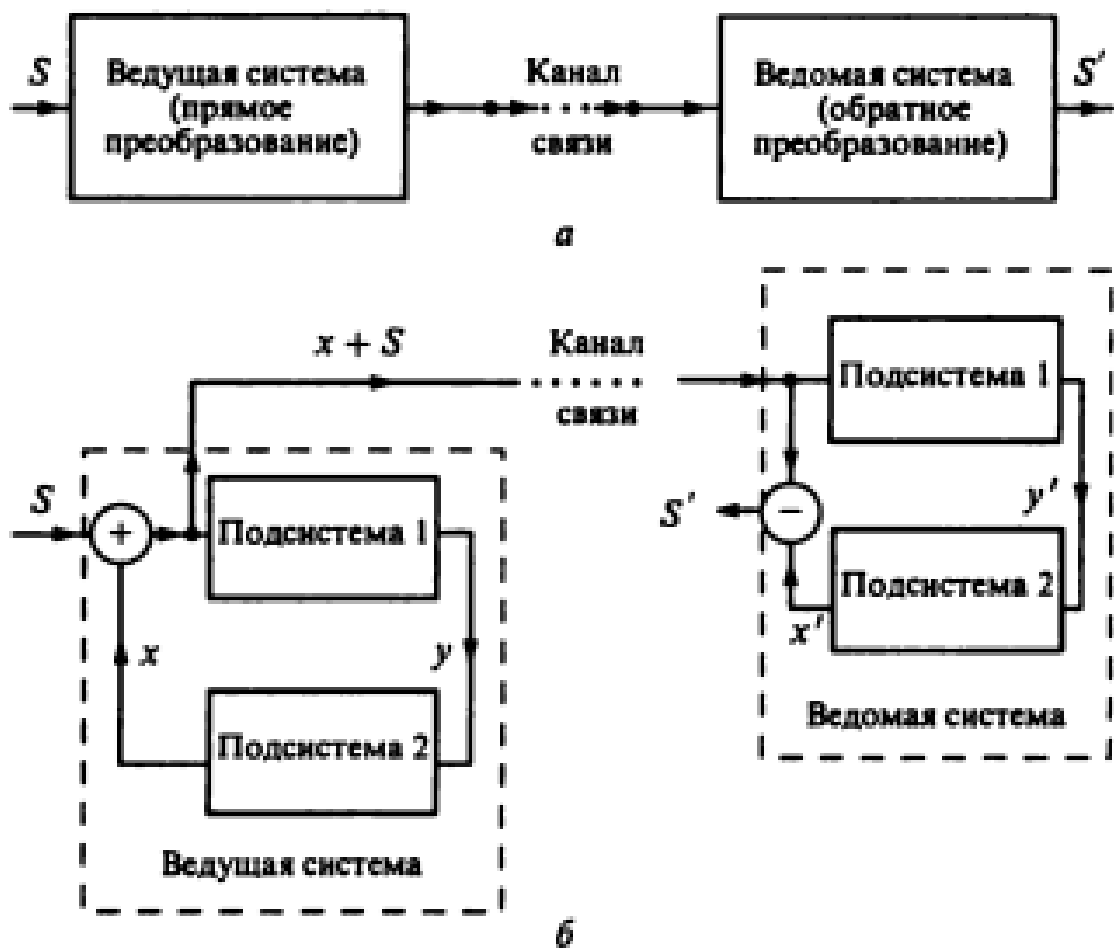 S
Ведущая система
(прямое
преобразование)
Канал
связи
Ведомая система
(обратное
преобразование)
S′
а
x + S
Канал
связи
Подсистема 1
S′
−
y′
Подсистема 2
x′
Ведомая система
S
+
Подсистема 1
x
y
Подсистема 2
Ведущая система
б